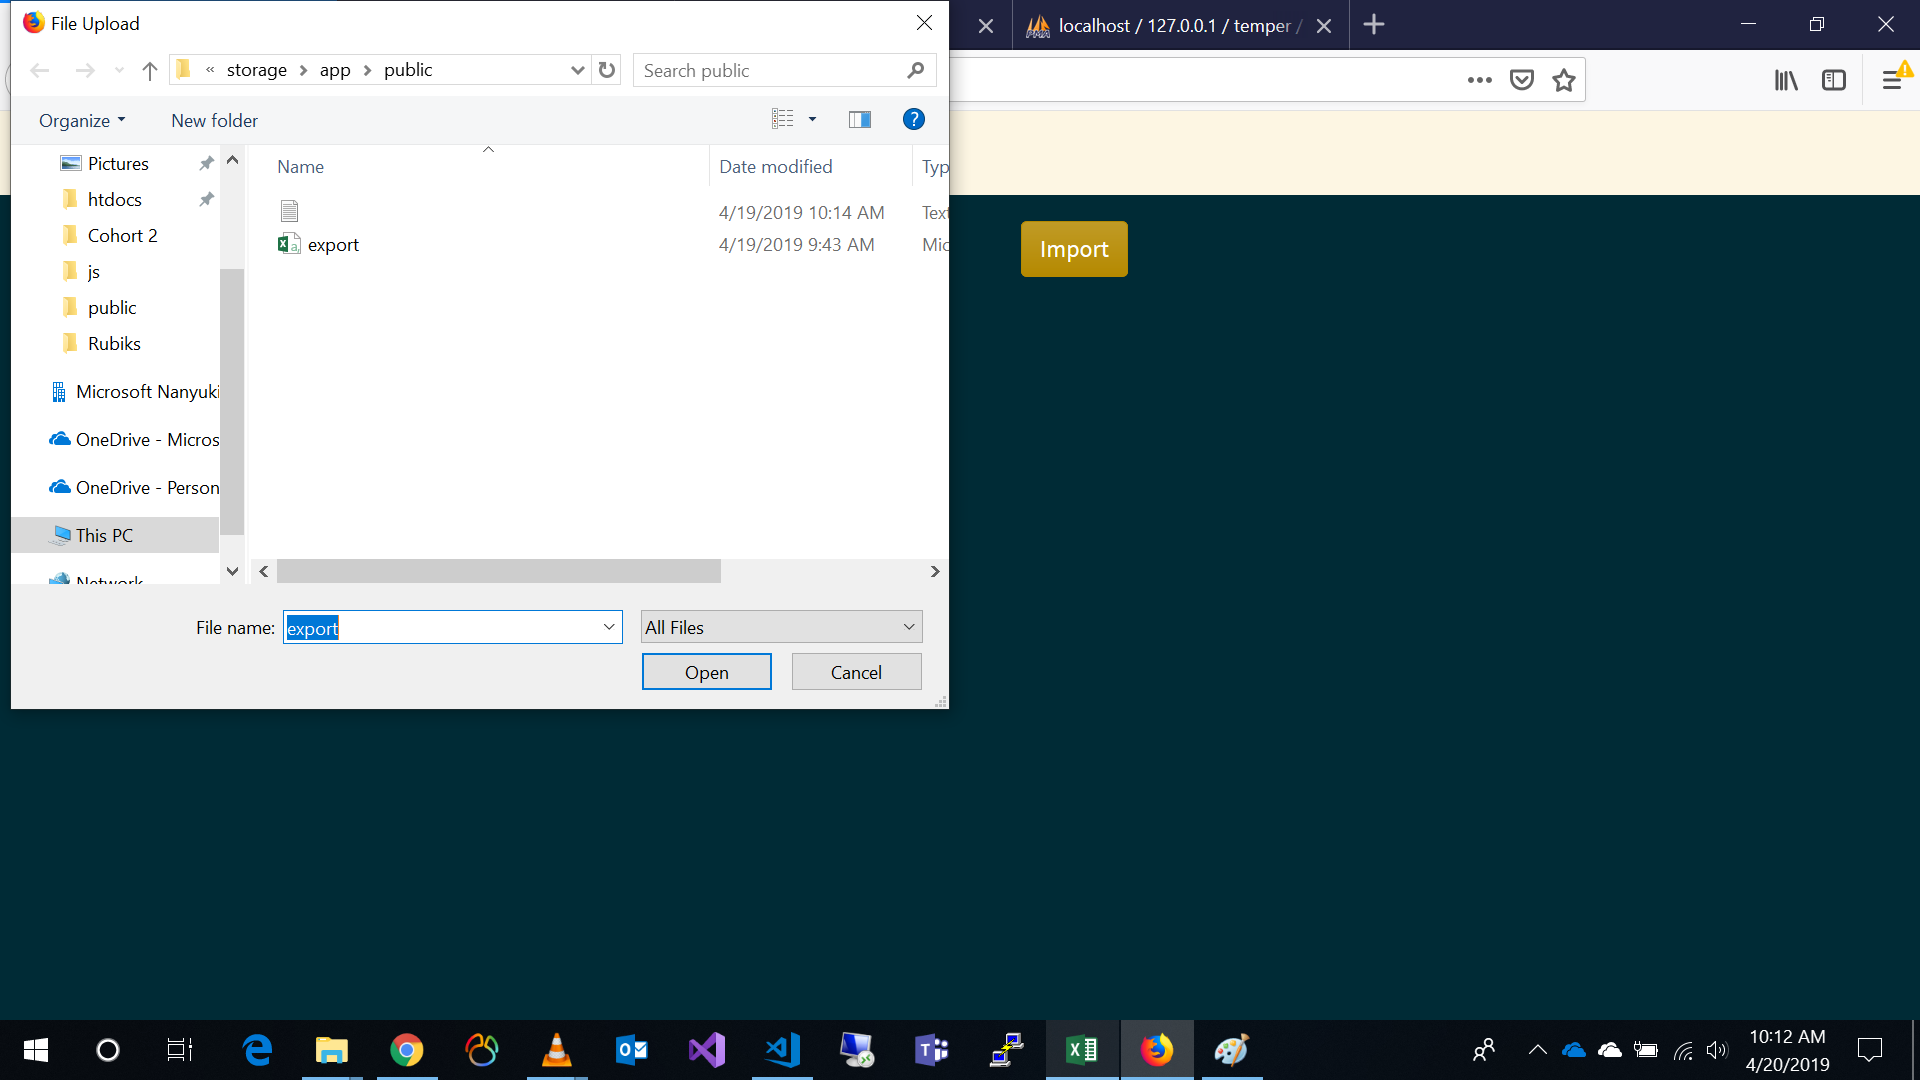 File Upload
localhost / 127.0.0.1 / temper /
« storage > app > public
Search public
Organize
New folder
Name
Date modified
Typ
4/19/2019 10:14 AM
Text
export
4/19/2019 9:43 AM
Mic
Pictures
htdocs
Cohort 2
js
public
Rubiks
Microsoft Nanyuki
OneDrive - Micros
OneDrive - Person
This PC
Network
Import
File name:
export
All Files
Open
Cancel
10:12 AM
4/20/2019